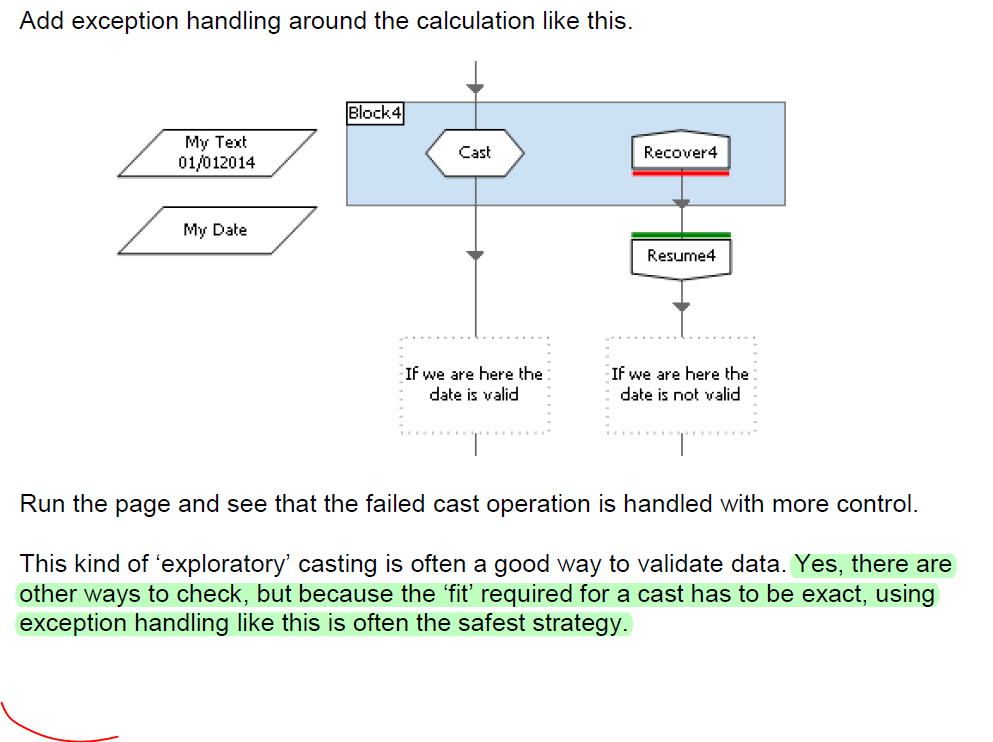 Add exception handling around the calculation like this.
Block4
My Text
01/012014
Cast
Recover4
My Date
Resume4
If we are here the
date is valid
If we are here the
date is not valid
Run the page and see that the failed cast operation is handled with more control.
This kind of ‘exploratory’ casting is often a good way to validate data. Yes, there are
other ways to check, but because the ‘fit’ required for a cast has to be exact, using
exception handling like this is often the safest strategy.